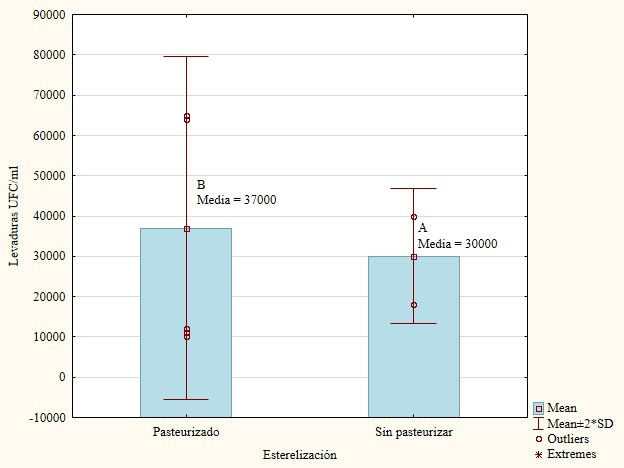 90000
80000
70000
60000
50000
40000
30000
20000
10000
0
-10000
Levaduras UFC/ml
B
Media = 37000
A
Media = 30000
Pasteurizado
Sin pasteurizar
Esterelización
Mean
Mean±2*SD
Outliers
Extremes